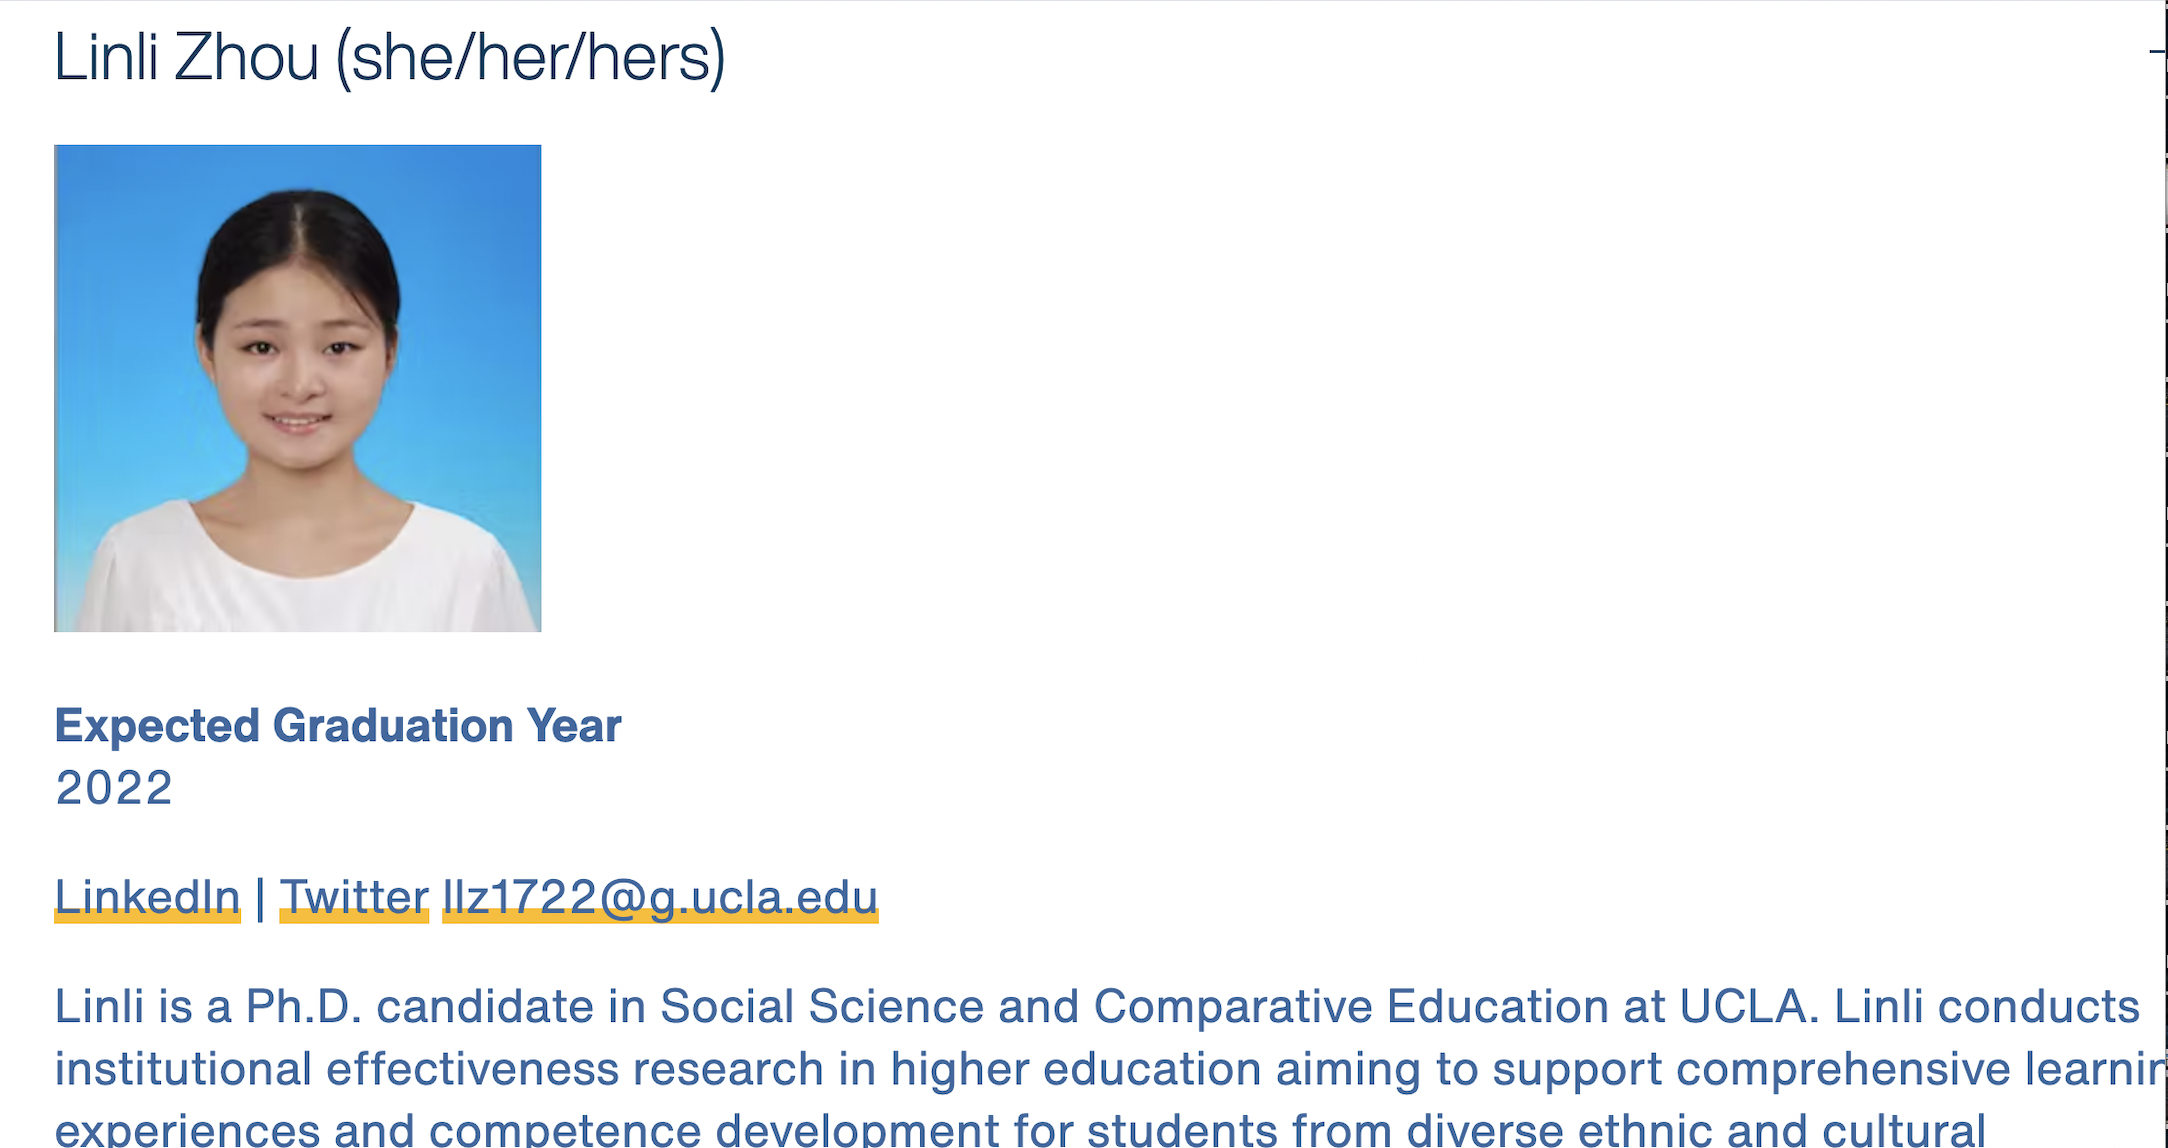 Linli Zhou (she/her/hers)
Expected Graduation Year
2022
LinkedIn | Twitter llz1722@g.ucla.edu
Linli is a Ph.D. candidate in Social Science and Comparative Education at UCLA. Linli conducts
institutional effectiveness research in higher education aiming to support comprehensive
experiences and competence development for students from diverse ethnic and cultural